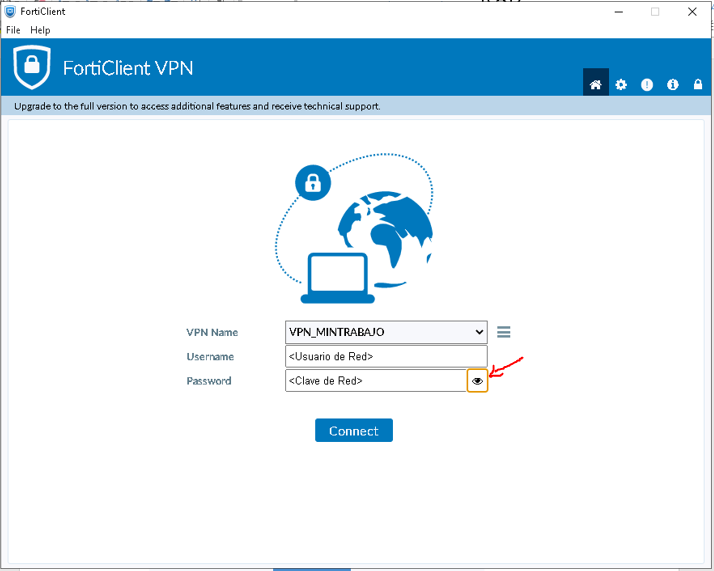 FortiClient
File Help
FortiClient VPN
Upgrade to the full version to access additional features and receive technical support.
VPN Name VPN_MINTRABAJO
Username <Usuario de Red>
Password <Clave de Red>
Connect